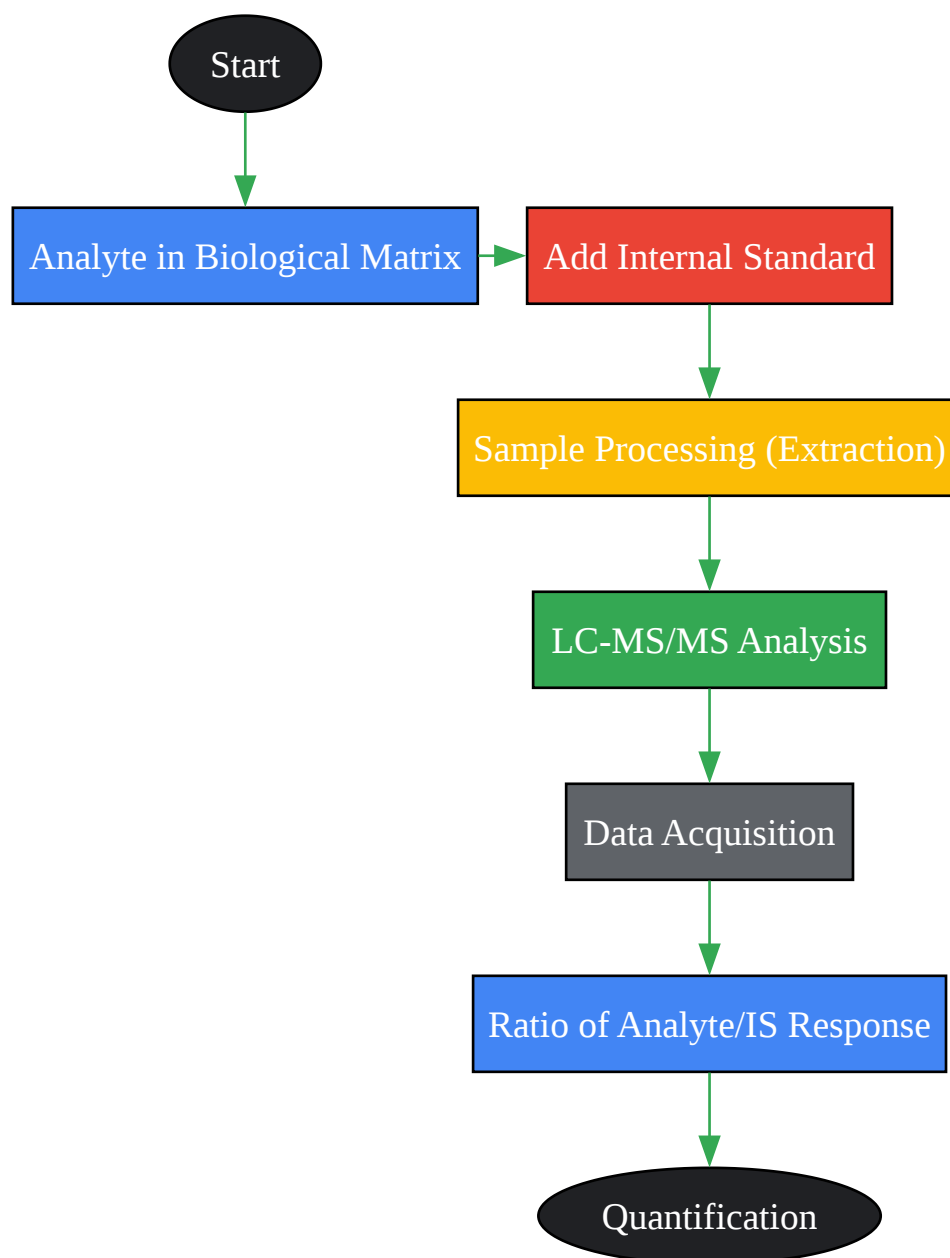 Start
Analyte in Biological Matrix
Add Internal Standard
Sample Processing (Extraction)
LC-MS/MS Analysis
Data Acquisition
Ratio of Analyte/IS Response
Quantification